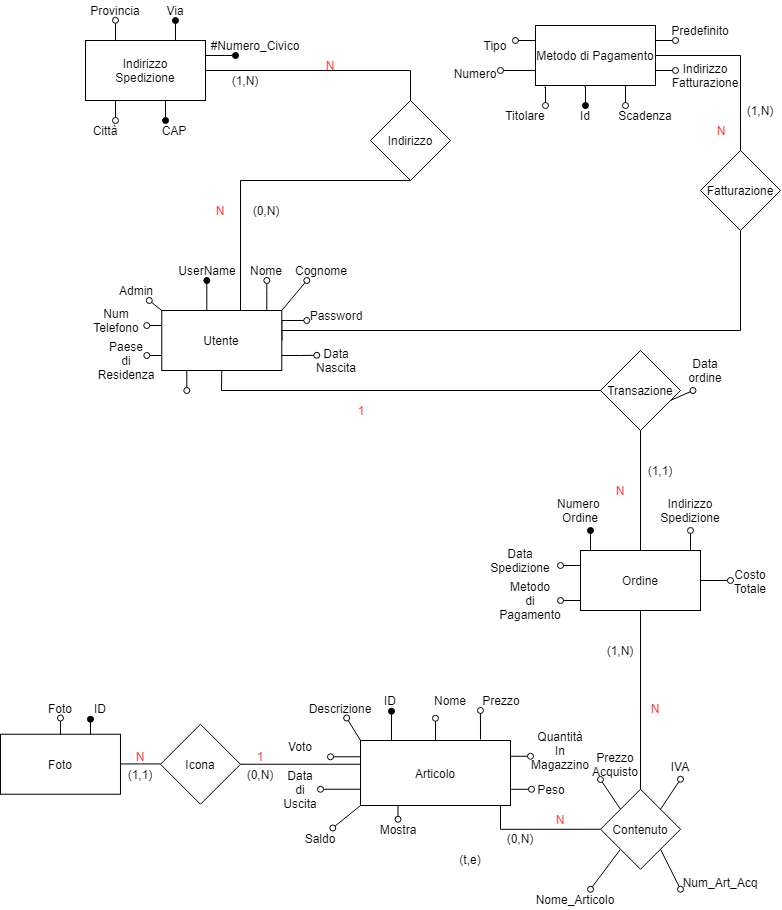 Provincia
Via
#Numero_Civico
Indirizzo
Spedizione
(1,N)
N
Città
CAP
Indirizzo
N
(0,N)
Predefinito
Tipo
Metodo di Pagamento
Numero
Indirizzo
Fatturazione
Titolare
Id
Scadenza
(1,N)
N
Fatturazione
UserName
Nome
Cognome
Admin
Num
Telefono
Password
Utente
Paese
di
Residenza
Data
Nascita
1
Transazione
Data
ordine
(1,1)
N
Numero
Ordine
Indirizzo
Spedizione
Data
Spedizione
Ordine
Costo
Totale
Metodo
di
Pagamento
(1,N)
N
Foto
ID
Foto
N
(1,1)
Icona
1
(0,N)
Descrizione
ID
Nome
Prezzo
Voto
Quantità
In
Magazzino
Articolo
Data
di
Uscita
Peso
Saldo
Mostra
N
(0,N)
(t,e)
Prezzo
Acquisto
IVA
Contenuto
Nome_Articolo
Num_Art_Acq